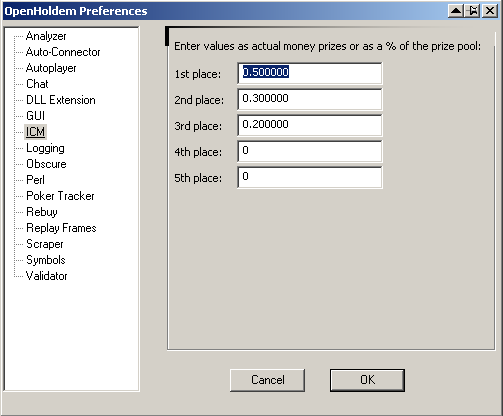 OpenHoldem Preferences
Analyzer
Auto-Connector
Autoplayer
Chat
DLL Extension
GUI
ICM
Logging
Obscure
Perl
Poker Tracker
Rebuy
Replay Frames
Scraper
Symbols
Validator
Enter values as actual money prizes or as a % of the prize pool:
1st place: 0.500000
2nd place: 0.300000
3rd place: 0.200000
4th place: 0
5th place: 0
Cancel OK